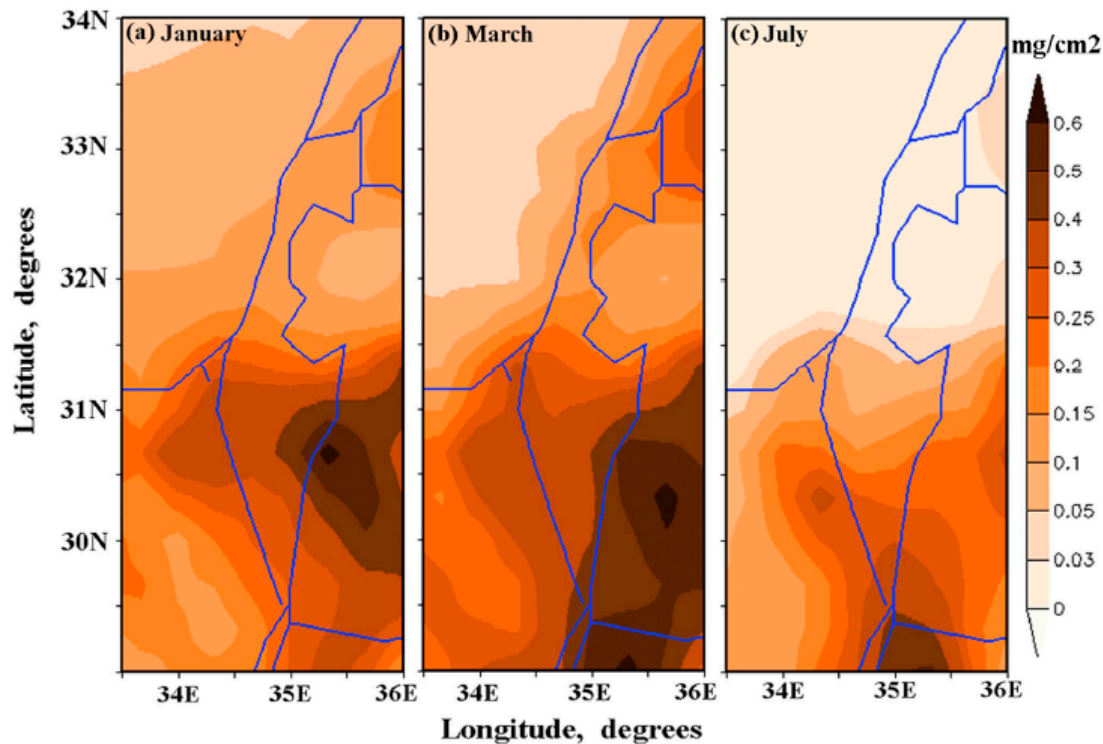 (a) January
(b) March
(c) July
mg/cm2
34N
33N
32N
31N
30N
Latitude, degrees
0.6
0.5
0.4
0.3
0.25
0.2
0.15
0.1
0.05
0.03
0
34E
35E
36E
34E
35E
36E
34E
35E
36E
Longitude, degrees